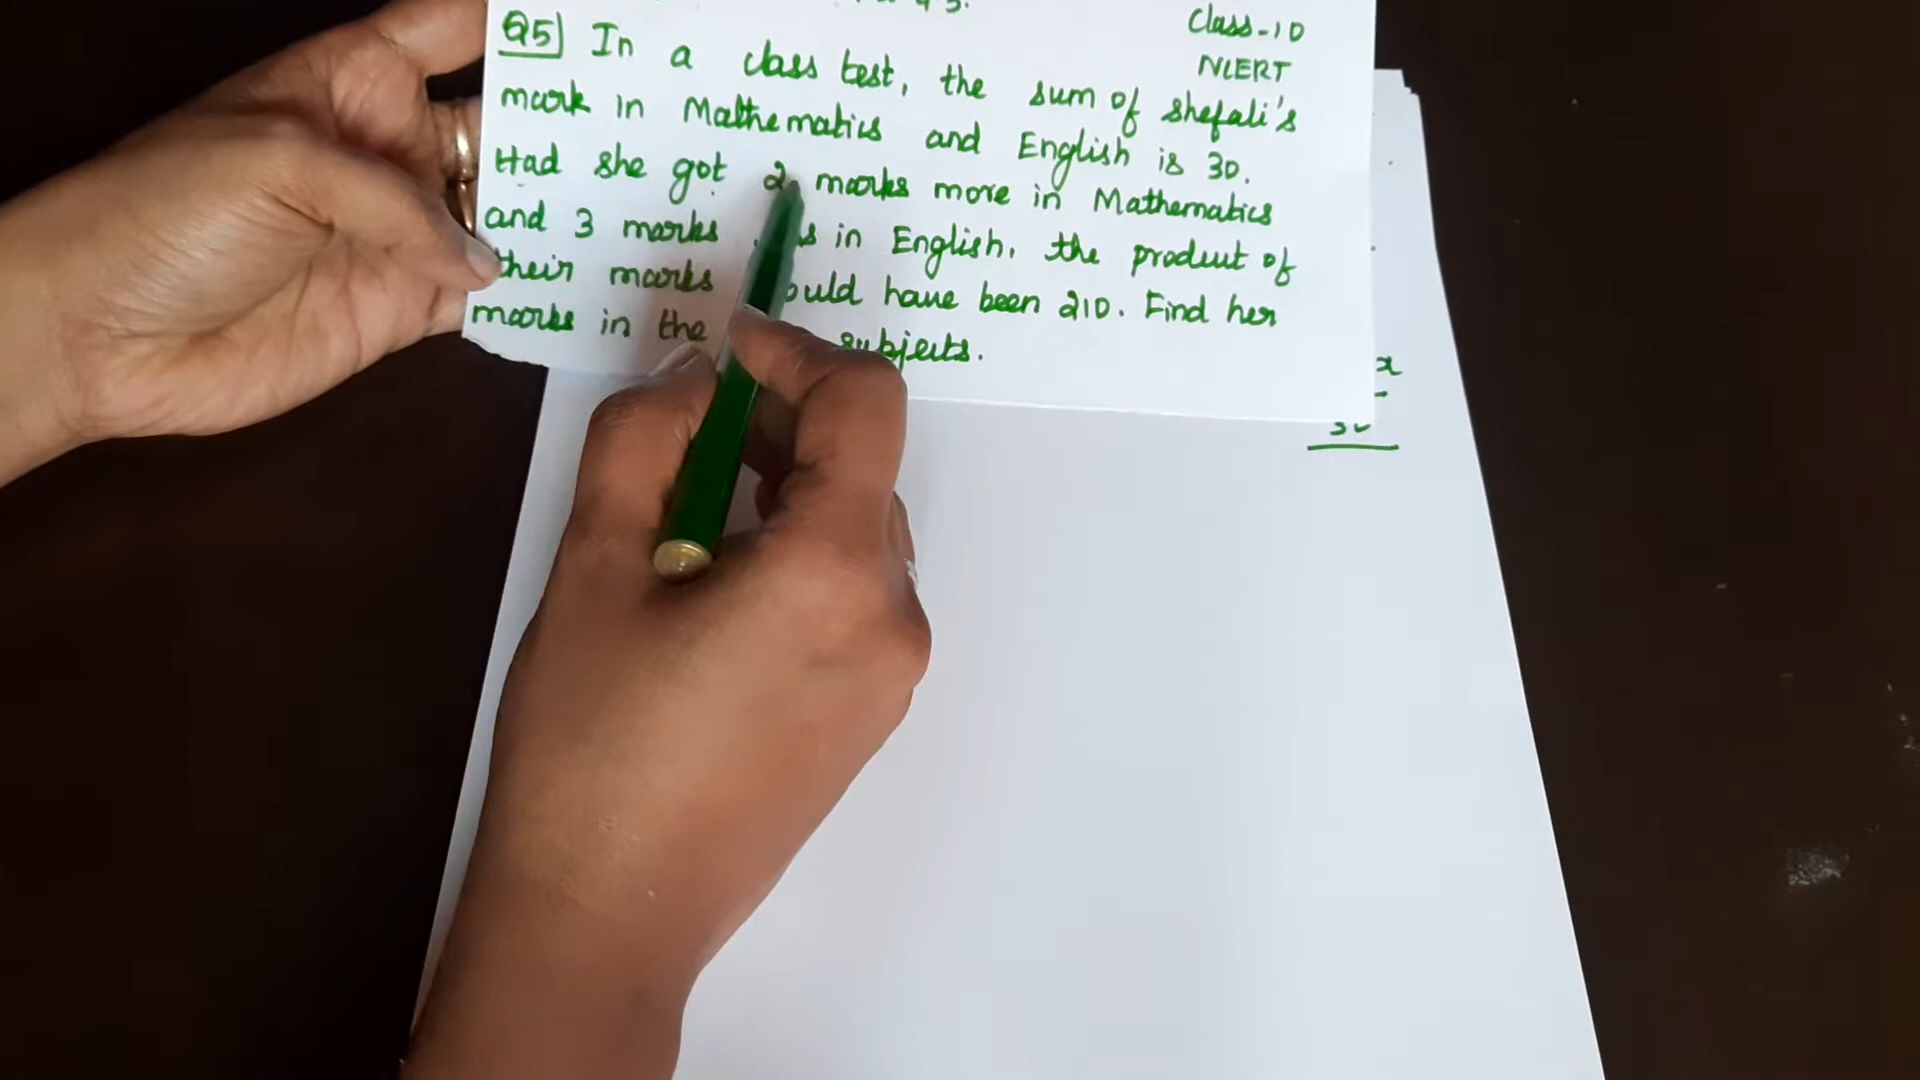 Class-10
NCERT
Q5] In a class test, the sum of Shefali's
mark in Mathematics and English is 30.
Had she got 2 marks more in Mathematics
and 3 marks in English, the product of
their marks would have been 210. Find her
marks in the subjects.
x
30